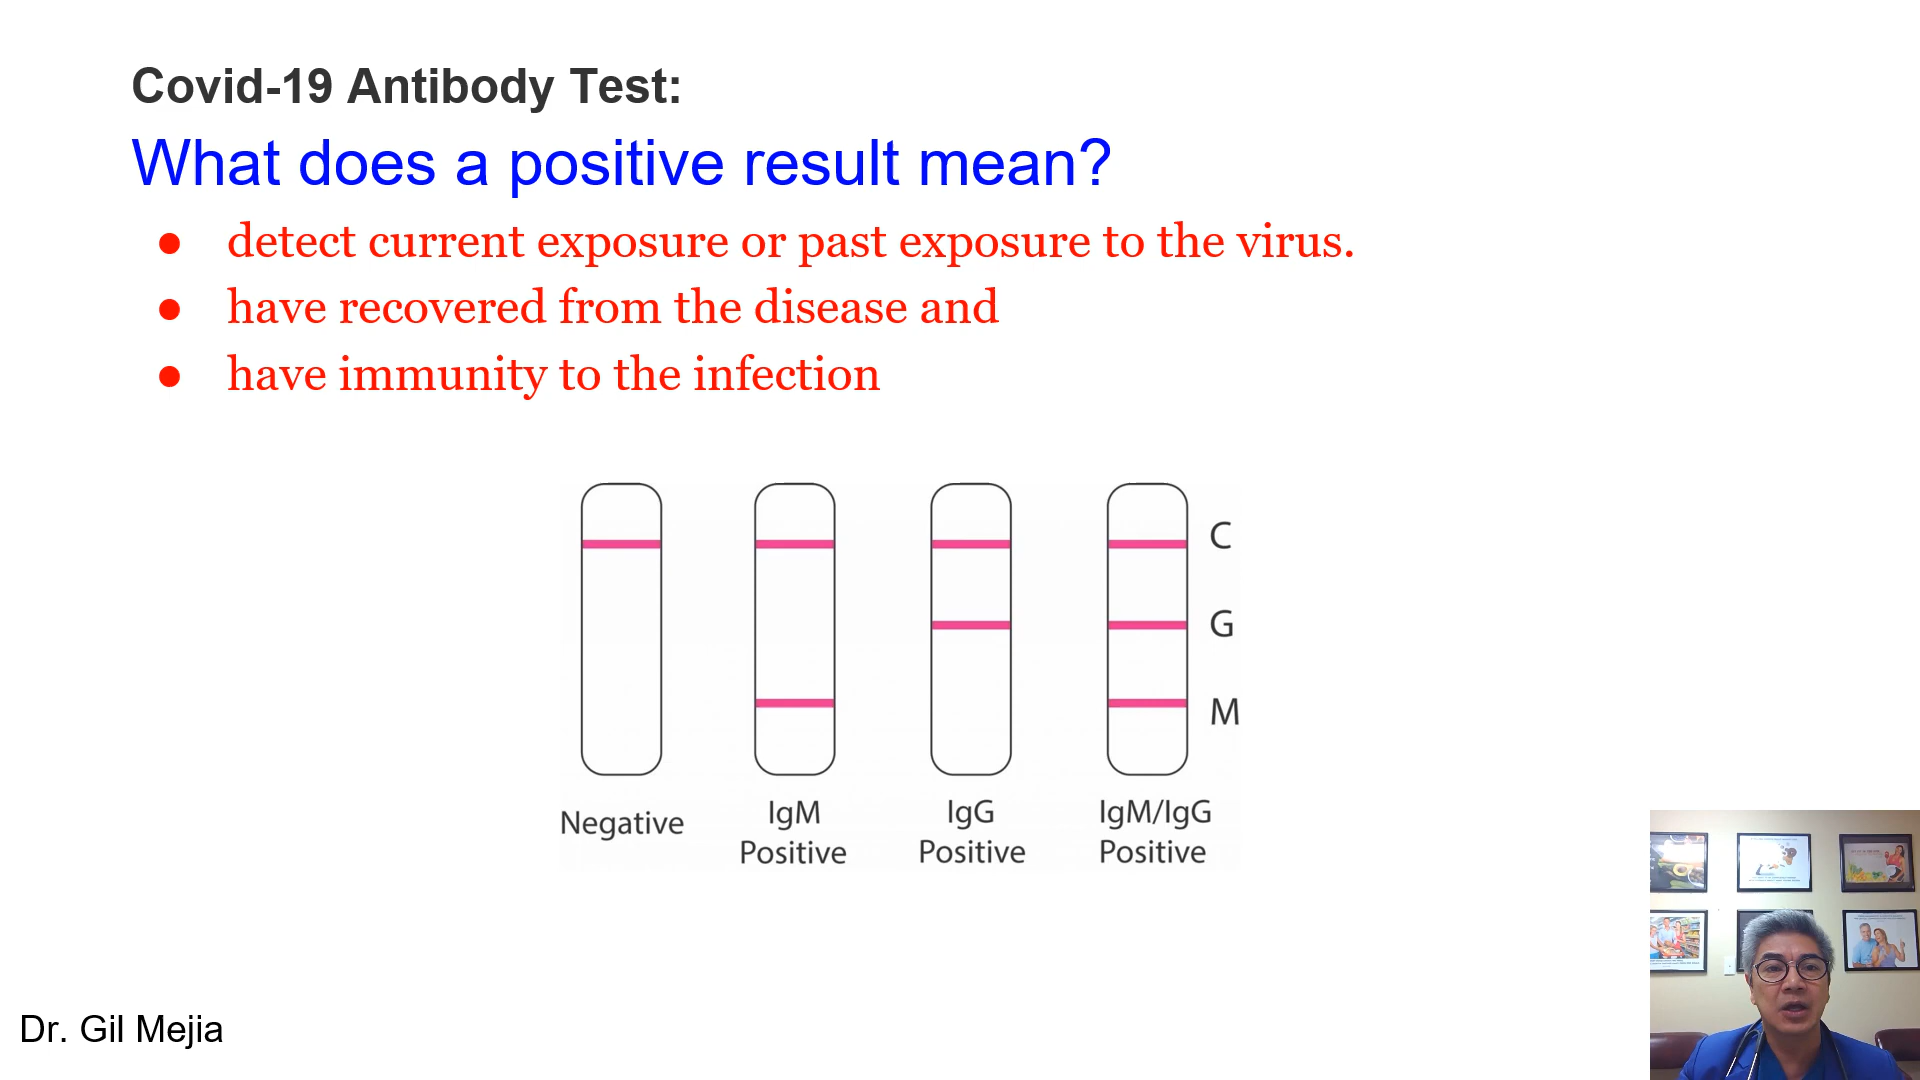 Covid-19 Antibody Test:
What does a positive result mean?
● detect current exposure or past exposure to the virus.
● have recovered from the disease and
● have immunity to the infection
C
G
M
Negative
IgM
Positive
IgG
Positive
IgM/IgG
Positive
Dr. Gil Mejia